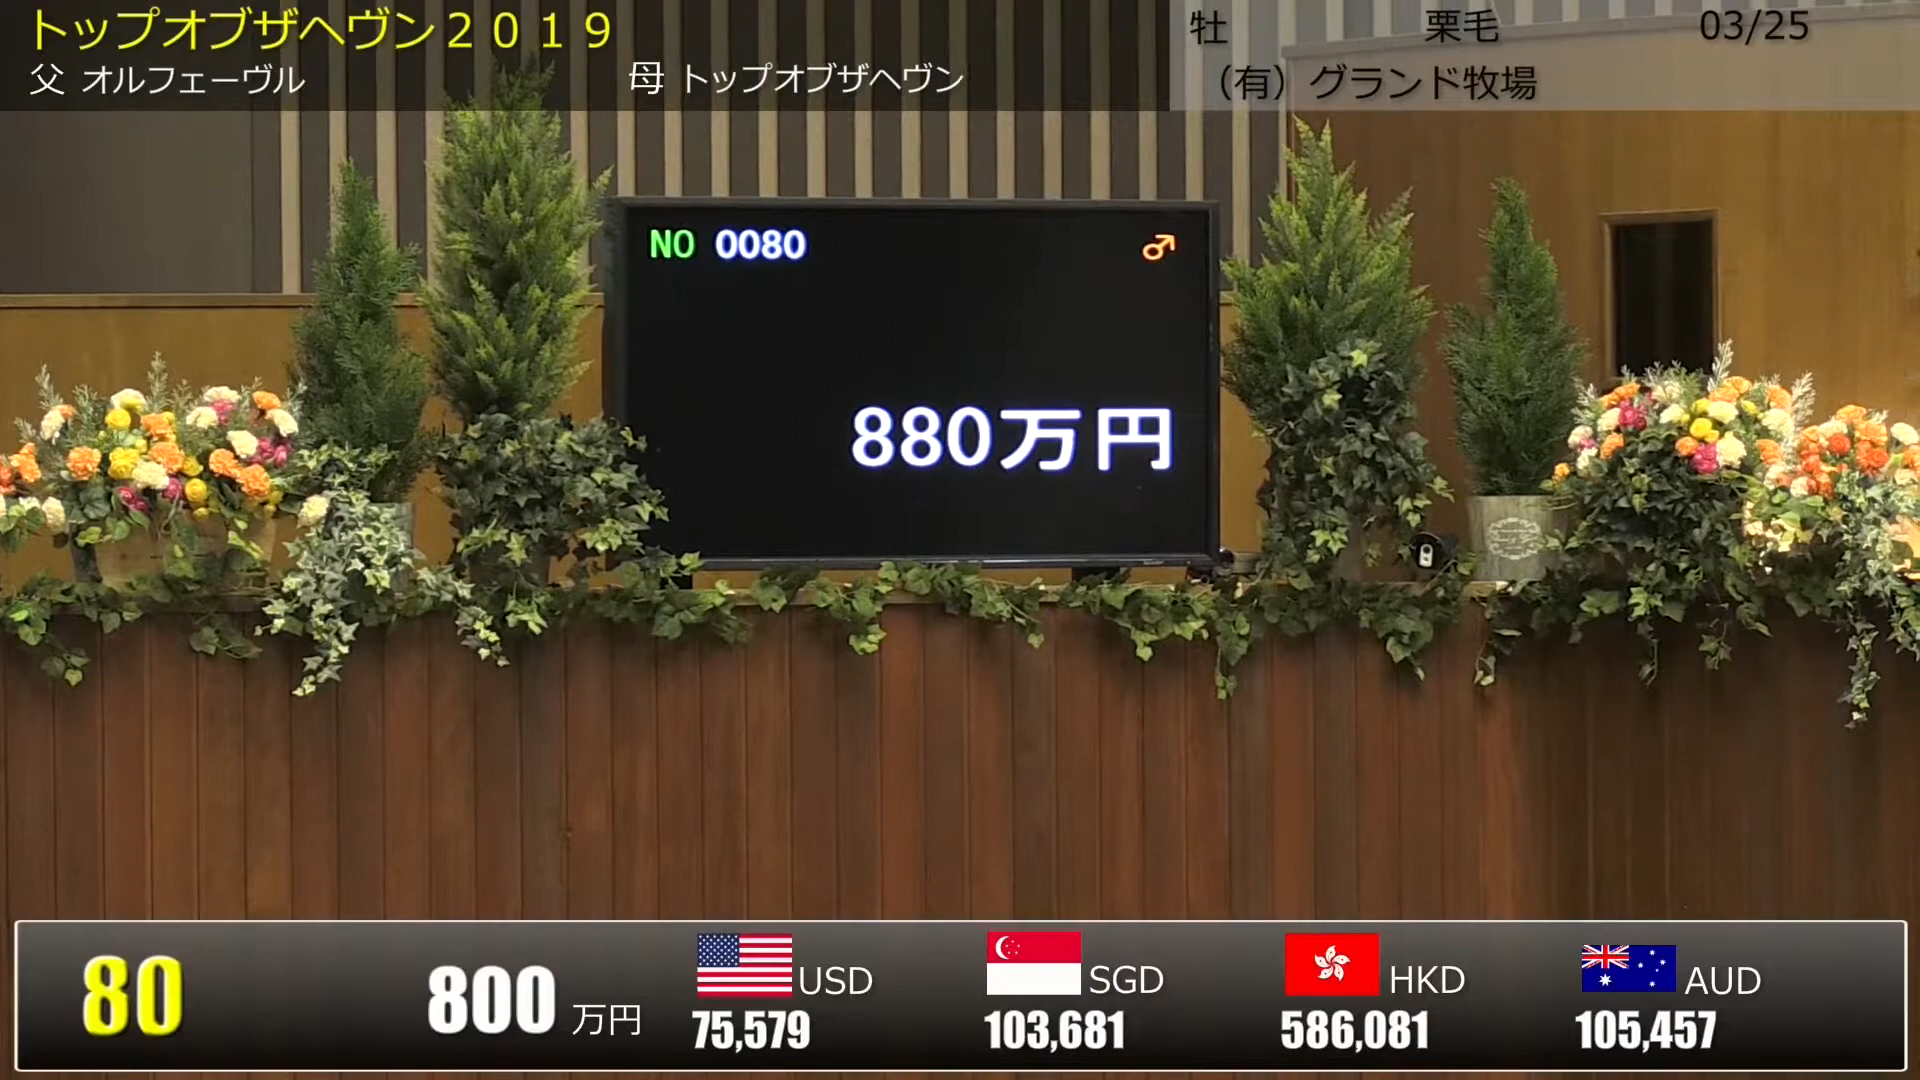 トップオブザヘヴン２０１９
牡 栗毛 03/25
父 オルフェーヴル 母 トップオブザヘヴン
（有）グランド牧場
NO 0080 ♂
880万円
80 800 万円
USD 75,579
SGD 103,681
HKD 586,081
AUD 105,457